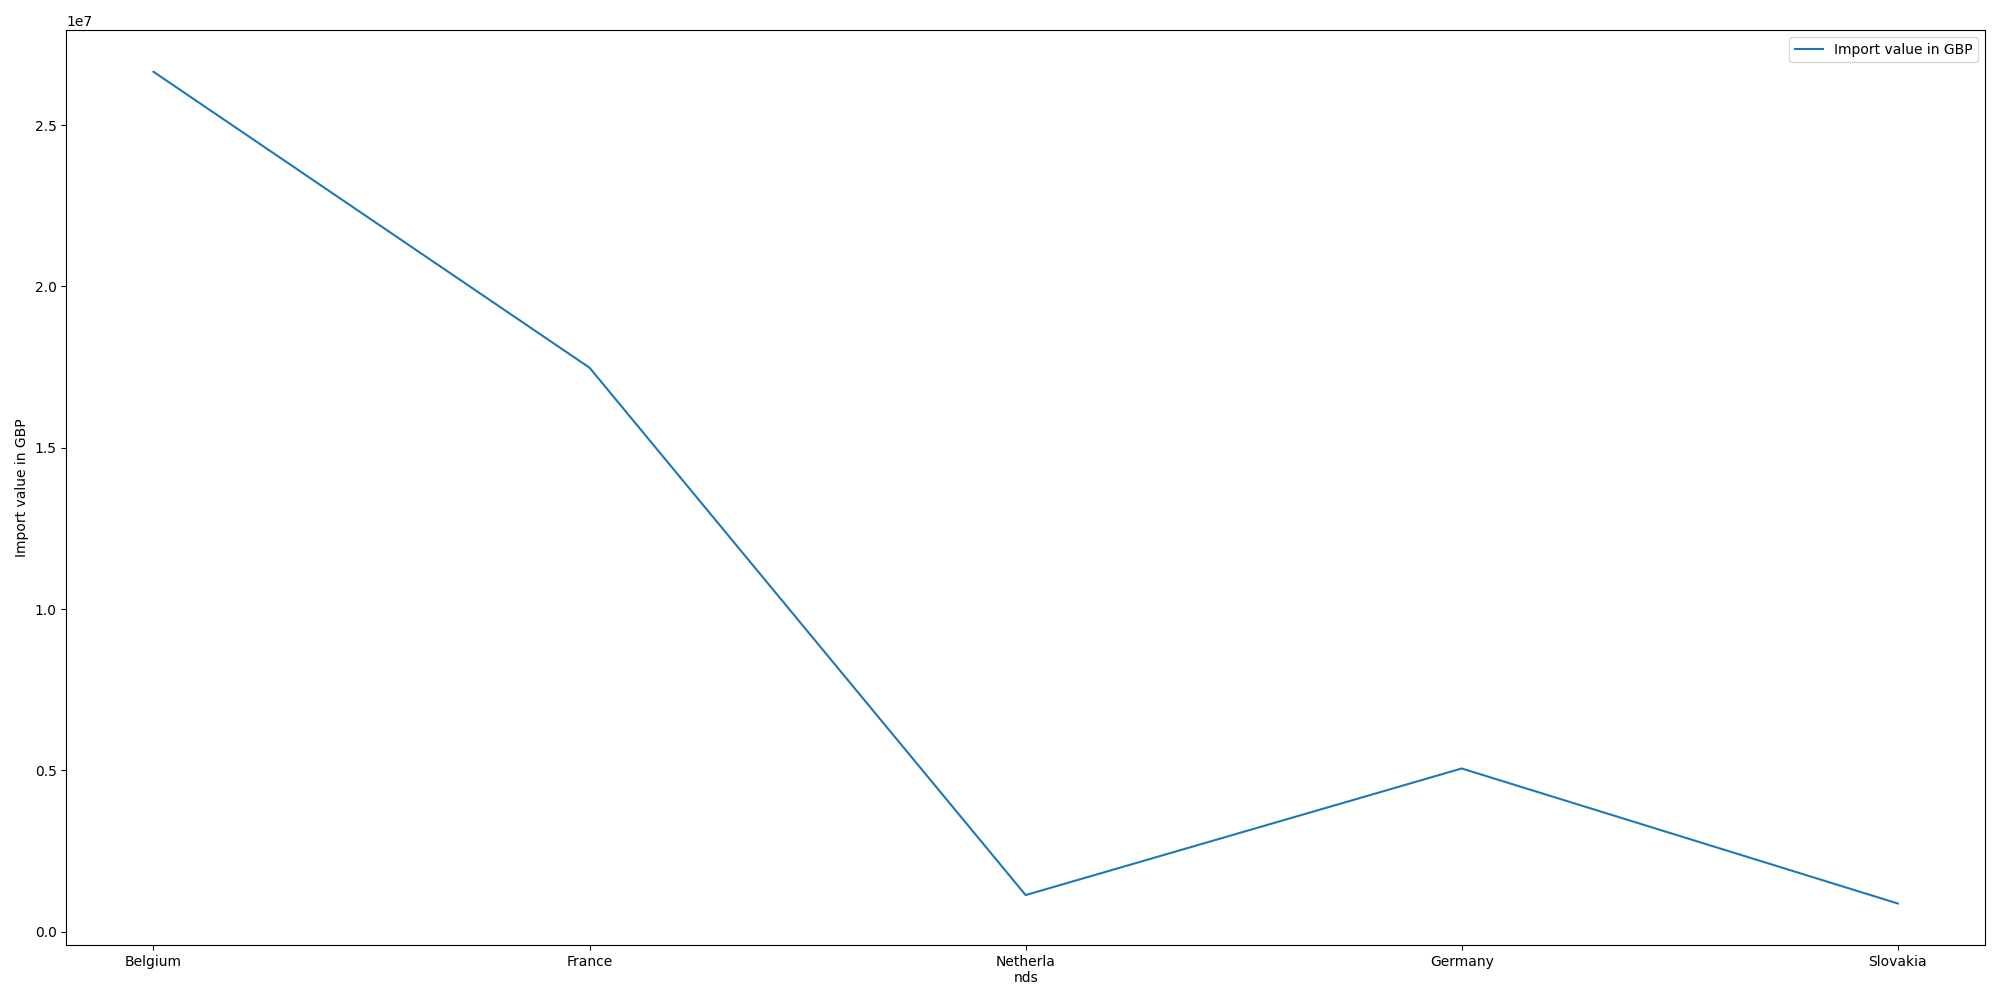 1e7
Import value in GBP
2.5
2.0
1.5
1.0
0.5
0.0
Import value in GBP
Belgium
France
Netherla
nds
Germany
Slovakia